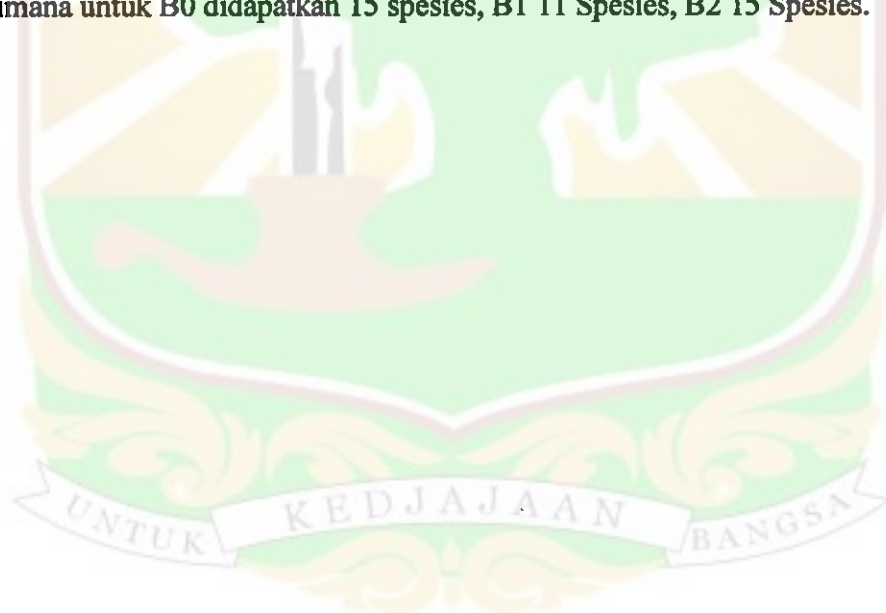 dimana untuk B0 didapatkan 15 spesies, B1 11 Spesies, B2 15 Spesies.
UNTUK KEDJAJAAN BANGSA